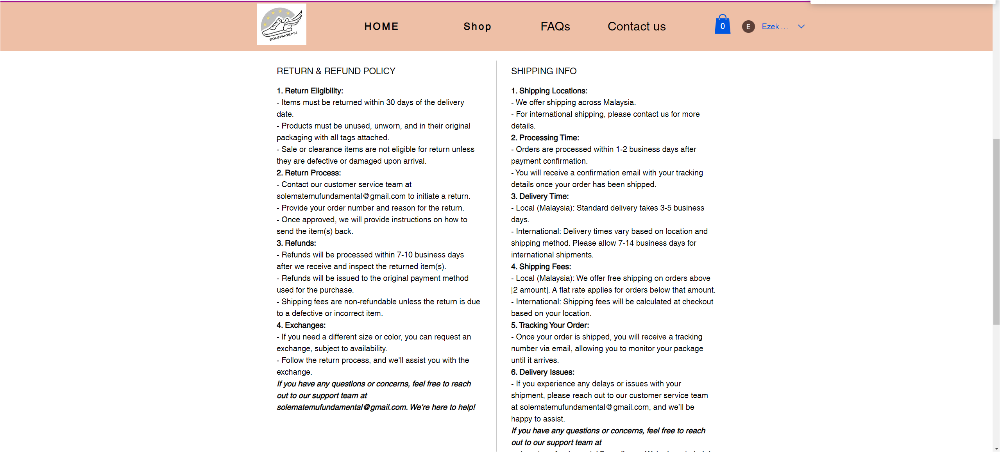 SOLEMATE MU
HOME
Shop
FAQs
Contact us
0
E
Ezek ...
RETURN & REFUND POLICY
1. Return Eligibility:
- Items must be returned within 30 days of the delivery
date.
- Products must be unused, unworn, and in their original
packaging with all tags attached.
- Sale or clearance items are not eligible for return unless
they are defective or damaged upon arrival.
2. Return Process:
- Contact our customer service team at
solematemufundamental@gmail.com to initiate a return.
- Provide your order number and reason for the return.
- Once approved, we will provide instructions on how to
send the item(s) back.
3. Refunds:
- Refunds will be processed within 7-10 business days
after we receive and inspect the returned item(s).
- Refunds will be issued to the original payment method
used for the purchase.
- Shipping fees are non-refundable unless the return is due
to a defective or incorrect item.
4. Exchanges:
- If you need a different size or color, you can request an
exchange, subject to availability.
- Follow the return process, and we'll assist you with the
exchange.
If you have any questions or concerns, feel free to reach
out to our support team at
solematemufundamental@gmail.com. We're here to help!
SHIPPING INFO
1. Shipping Locations:
- We offer shipping across Malaysia.
- For international shipping, please contact us for more
details.
2. Processing Time:
- Orders are processed within 1-2 business days after
payment confirmation.
- You will receive a confirmation email with your tracking
details once your order has been shipped.
3. Delivery Time:
- Local (Malaysia): Standard delivery takes 3-5 business
days.
- International: Delivery times vary based on location and
shipping method. Please allow 7-14 business days for
international shipments.
4. Shipping Fees:
- Local (Malaysia): We offer free shipping on orders above
[2 amount]. A flat rate applies for orders below that amount.
- International: Shipping fees will be calculated at checkout
based on your location.
5. Tracking Your Order:
- Once your order is shipped, you will receive a tracking
number via email, allowing you to monitor your package
until it arrives.
6. Delivery Issues:
- If you experience any delays or issues with your
shipment, please reach out to our customer service team
at solematemufundamental@gmail.com, and we’ll be
happy to assist.
If you have any questions or concerns, feel free to reach
out to our support team at